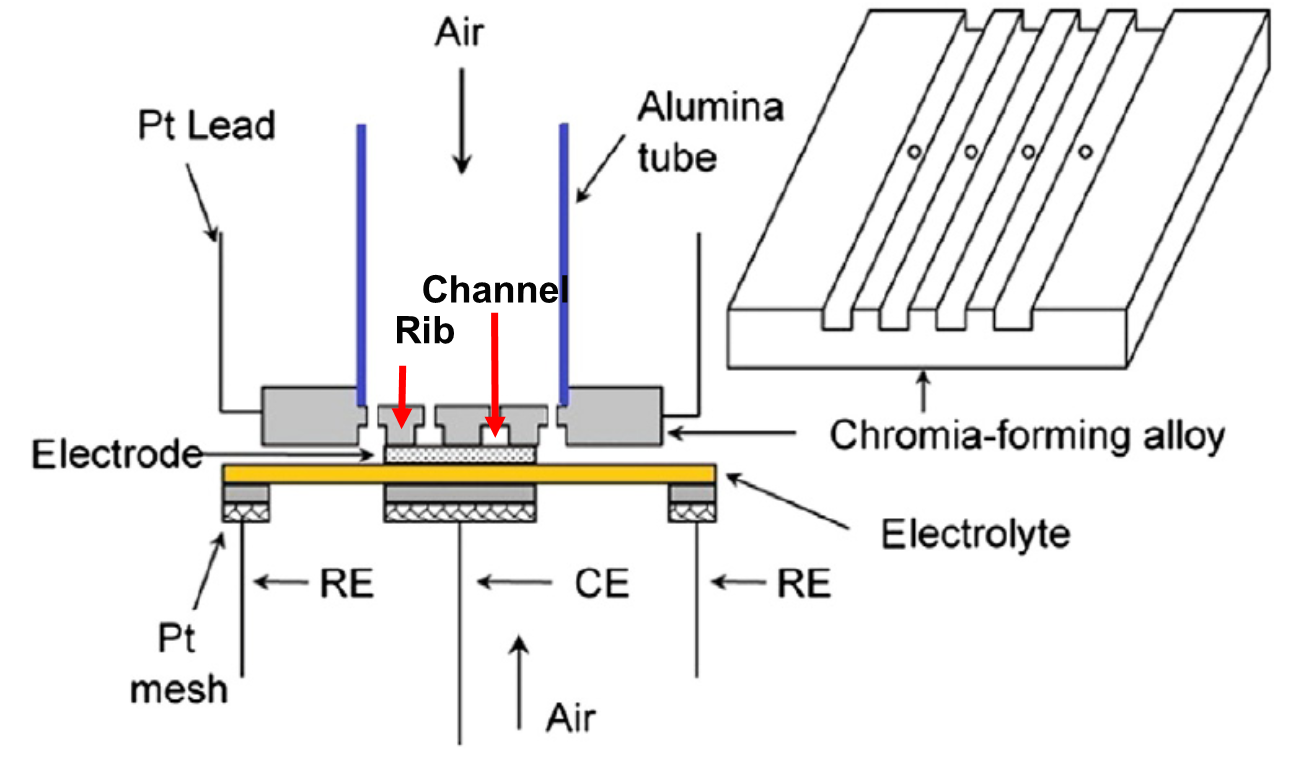 Air
Pt Lead
Alumina
tube
Channel
Rib
Chromia-forming alloy
Electrode
Electrolyte
RE
CE
RE
Pt
mesh
Air